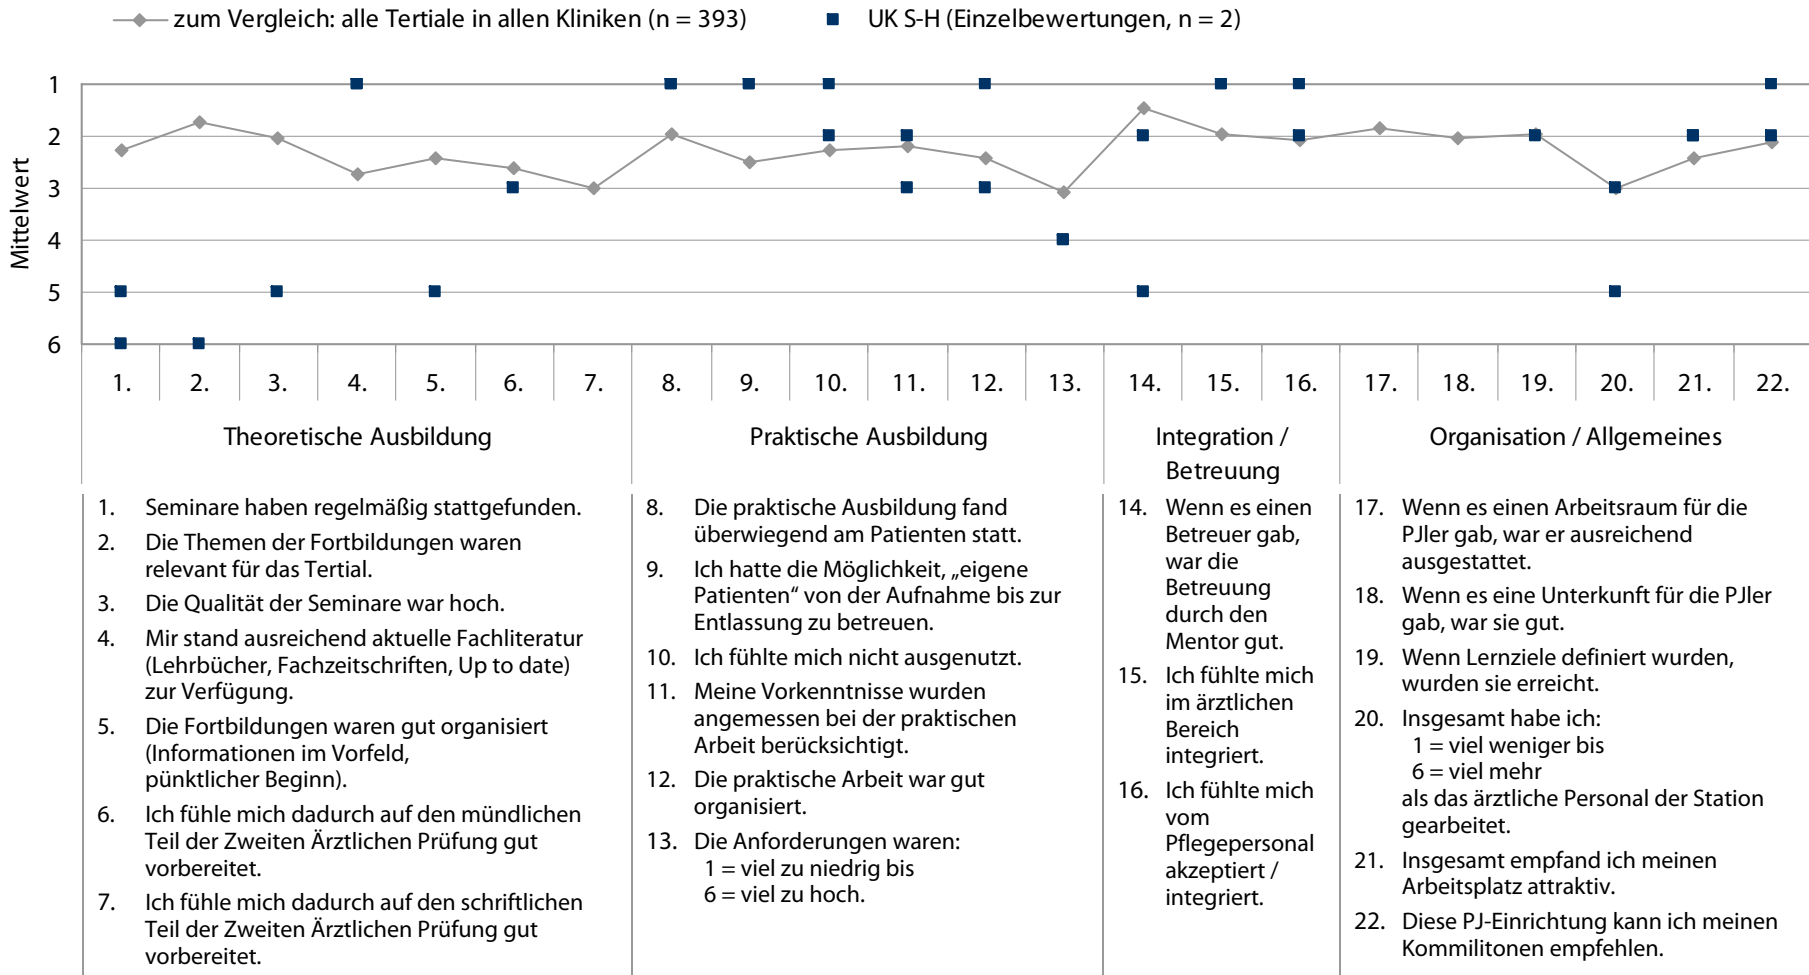 zum Vergleich: alle Tertiale in allen Kliniken (n = 393)
UK S-H (Einzelbewertungen, n = 2)
Mittelwert
1
2
3
4
5
6
1. 2. 3. 4. 5. 6. 7. 8. 9. 10. 11. 12. 13. 14. 15. 16. 17. 18. 19. 20. 21. 22.
Theoretische Ausbildung
Praktische Ausbildung
Integration /
Betreuung
Organisation / Allgemeines
1. Seminare haben regelmäßig stattgefunden.
2. Die Themen der Fortbildungen waren
relevant für das Tertial.
3. Die Qualität der Seminare war hoch.
4. Mir stand ausreichend aktuelle Fachliteratur
(Lehrbücher, Fachzeitschriften, Up to date)
zur Verfügung.
5. Die Fortbildungen waren gut organisiert
(Informationen im Vorfeld,
pünktlicher Beginn).
6. Ich fühle mich dadurch auf den mündlichen
Teil der Zweiten Ärztlichen Prüfung gut
vorbereitet.
7. Ich fühle mich dadurch auf den schriftlichen
Teil der Zweiten Ärztlichen Prüfung gut
vorbereitet.
8. Die praktische Ausbildung fand
überwiegend am Patienten statt.
9. Ich hatte die Möglichkeit, „eigene
Patienten“ von der Aufnahme bis zur
Entlassung zu betreuen.
10. Ich fühlte mich nicht ausgenutzt.
11. Meine Vorkenntnisse wurden
angemessen bei der praktischen
Arbeit berücksichtigt.
12. Die praktische Arbeit war gut
organisiert.
13. Die Anforderungen waren:
1 = viel zu niedrig bis
6 = viel zu hoch.
14. Wenn es einen
Betreuer gab,
war die
Betreuung
durch den
Mentor gut.
15. Ich fühlte mich
im ärztlichen
Bereich
integriert.
16. Ich fühlte mich
vom
Pflegepersonal
akzeptiert /
integriert.
17. Wenn es einen Arbeitsraum für die
PJler gab, war er ausreichend
ausgestattet.
18. Wenn es eine Unterkunft für die PJler
gab, war sie gut.
19. Wenn Lernziele definiert wurden,
wurden sie erreicht.
20. Insgesamt habe ich:
1 = viel weniger bis
6 = viel mehr
als das ärztliche Personal der Station
gearbeitet.
21. Insgesamt empfand ich meinen
Arbeitsplatz attraktiv.
22. Diese PJ-Einrichtung kann ich meinen
Kommilitonen empfehlen.